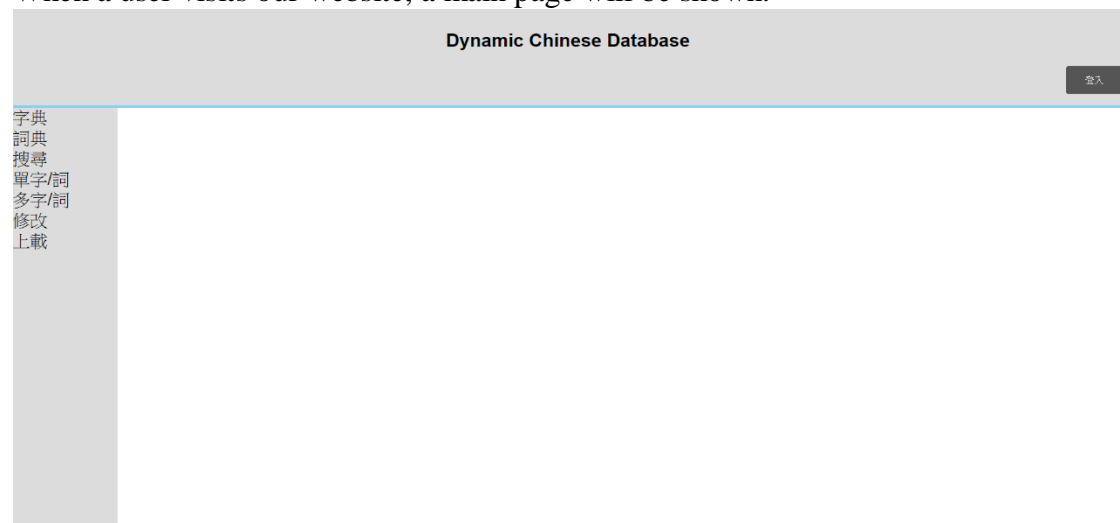 When a user visits our website, a main page will be shown.
Dynamic Chinese Database
登入
字典
詞典
搜尋
單字/詞
多字/詞
修改
上載